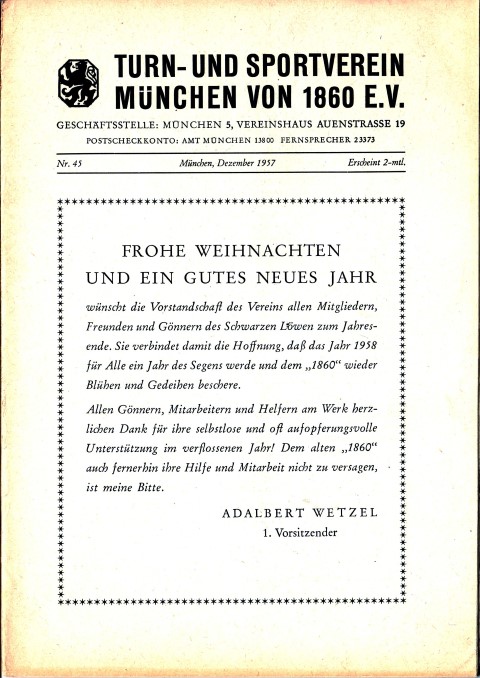 TURN- UND SPORTVEREIN
MÜNCHEN VON 1860 E.V.
GESCHÄFTSSTELLE: MÜNCHEN 5, VEREINSHAUS AUENSTRASSE 19
POSTSCHECKKONTO: AMT MÜNCHEN 13800 FERNSPRECHER 23373
Nr. 45 München, Dezember 1957 Erscheint 2-mtl.
FROHE WEIHNACHTEN
UND EIN GUTES NEUES JAHR
wünscht die Vorstandschaft des Vereins allen Mitgliedern,
Freunden und Gönnern des Schwarzen Löwen zum Jahres-
ende. Sie verbindet damit die Hoffnung, daß das Jahr 1958
für Alle ein Jahr des Segens werde und dem „1860“ wieder
Blühen und Gedeihen beschere.
Allen Gönnern, Mitarbeitern und Helfern am Werk herz-
lichen Dank für ihre selbstlose und oft aufopferungsvolle
Unterstützung im verflossenen Jahr! Dem alten „1860“
auch fernerhin ihre Hilfe und Mitarbeit nicht zu versagen,
ist meine Bitte.
ADALBERT WETZEL
1. Vorsitzender